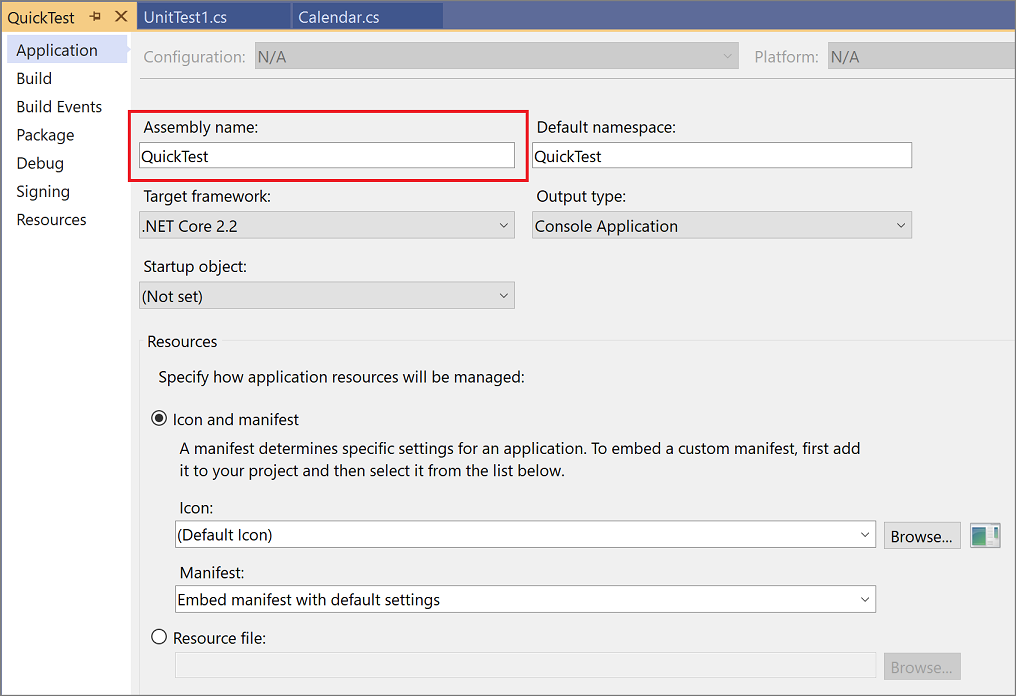 QuickTest
UnitTest1.cs
Calendar.cs
Application
Build
Build Events
Package
Debug
Signing
Resources
Configuration: N/A Platform: N/A
Assembly name: Default namespace:
QuickTest QuickTest
Target framework: Output type:
.NET Core 2.2 Console Application
Startup object:
(Not set)
Resources
Specify how application resources will be managed:
Icon and manifest
A manifest determines specific settings for an application. To embed a custom manifest, first add
it to your project and then select it from the list below.
Icon:
(Default Icon) Browse...
Manifest:
Embed manifest with default settings
Resource file:
Browse...